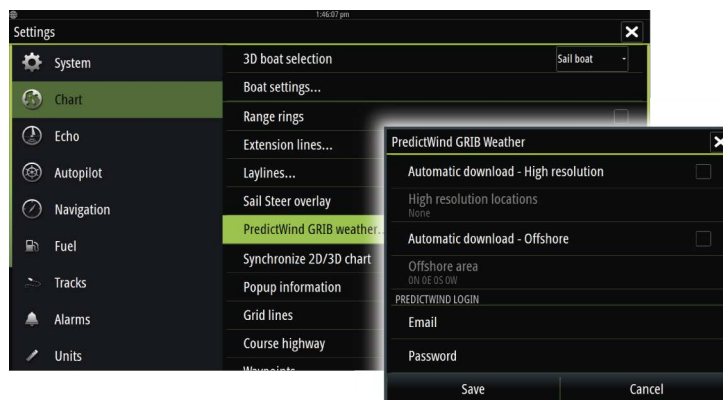 1:46:07 pm
Settings
System
Chart
Echo
Autopilot
Navigation
Fuel
Tracks
Alarms
Units
3D boat selection
Sail boat
Boat settings...
Range rings
Extension lines...
Laylines...
Sail Steer overlay
PredictWind GRIB weather..
Synchronize 2D/3D chart
Popup information
Grid lines
Course highway
Waypoints
PredictWind GRIB Weather
Automatic download - High resolution
High resolution locations
None
Automatic download - Offshore
Offshore area
0N 0E 0S 0W
PREDICTWIND LOGIN
Email
Password
Save
Cancel